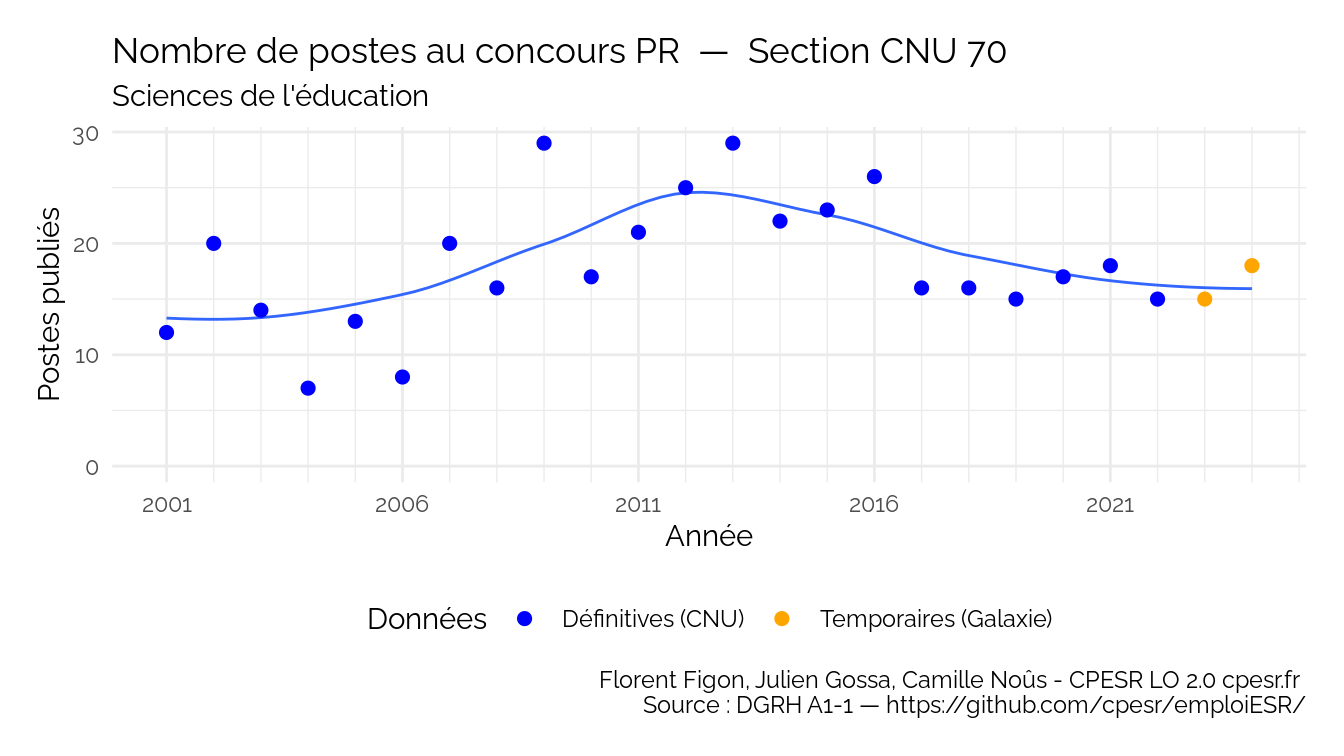 Nombre de postes au concours PR — Section CNU 70
Sciences de l'éducation
Postes publiés
30
20
10
0
2001 2006 2011 2016 2021
Année
Données Définitives (CNU) Temporaires (Galaxie)
Florent Figon, Julien Gossa, Camille Noûs - CPESR LO 2.0 cpesr.fr
Source : DGRH A1-1 — https://github.com/cpesr/emploiESR/